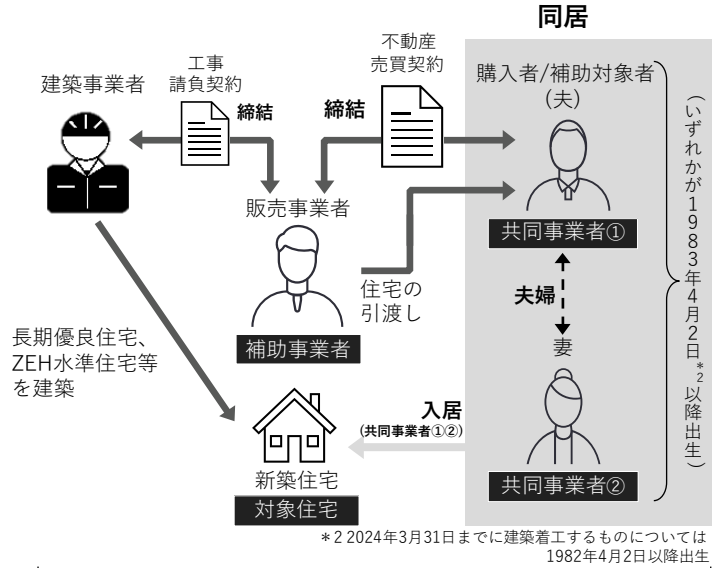 同居
建築事業者
工事
請負契約
締結
不動産
売買契約
締結
購入者/補助対象者
(夫)
共同事業者①
販売事業者
補助事業者
住宅の
引渡し
夫婦
妻
共同事業者②
(いずれかが1983年4月2日*2以降出生)
長期優良住宅、
ZEH水準住宅等
を建築
入居
(共同事業者①②)
新築住宅
対象住宅
*2 2024年3月31日までに建築着工するものについては
1982年4月2日以降出生